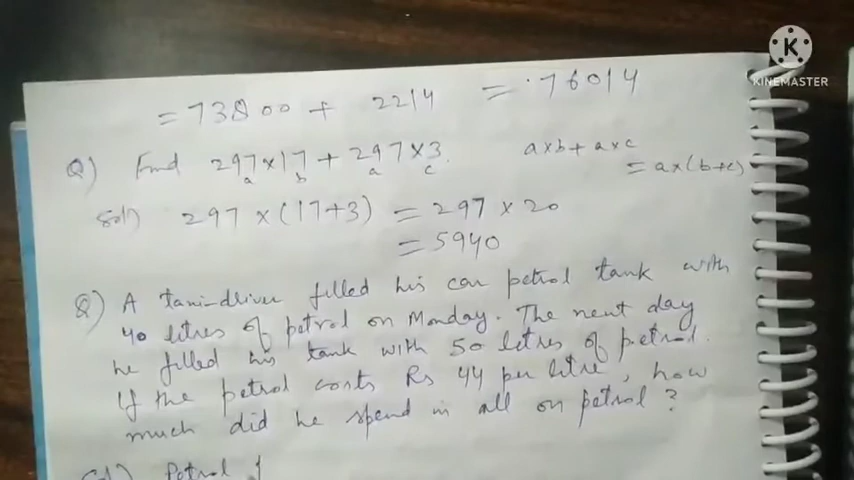 = 73800 + 2214 = 76014
K
KINEMASTER
Q) Find 297×17 + 297×3. a×b + a×c
a b a c = a×(b+c)
Sol) 297 × (17+3) = 297 × 20
= 5940
Q) A taxi-driver filled his car petrol tank with
40 litres of petrol on Monday. The next day
he filled his tank with 50 litres of petrol.
If the petrol costs Rs 44 per litre, how
much did he spend in all on petrol?
Sol) Petrol